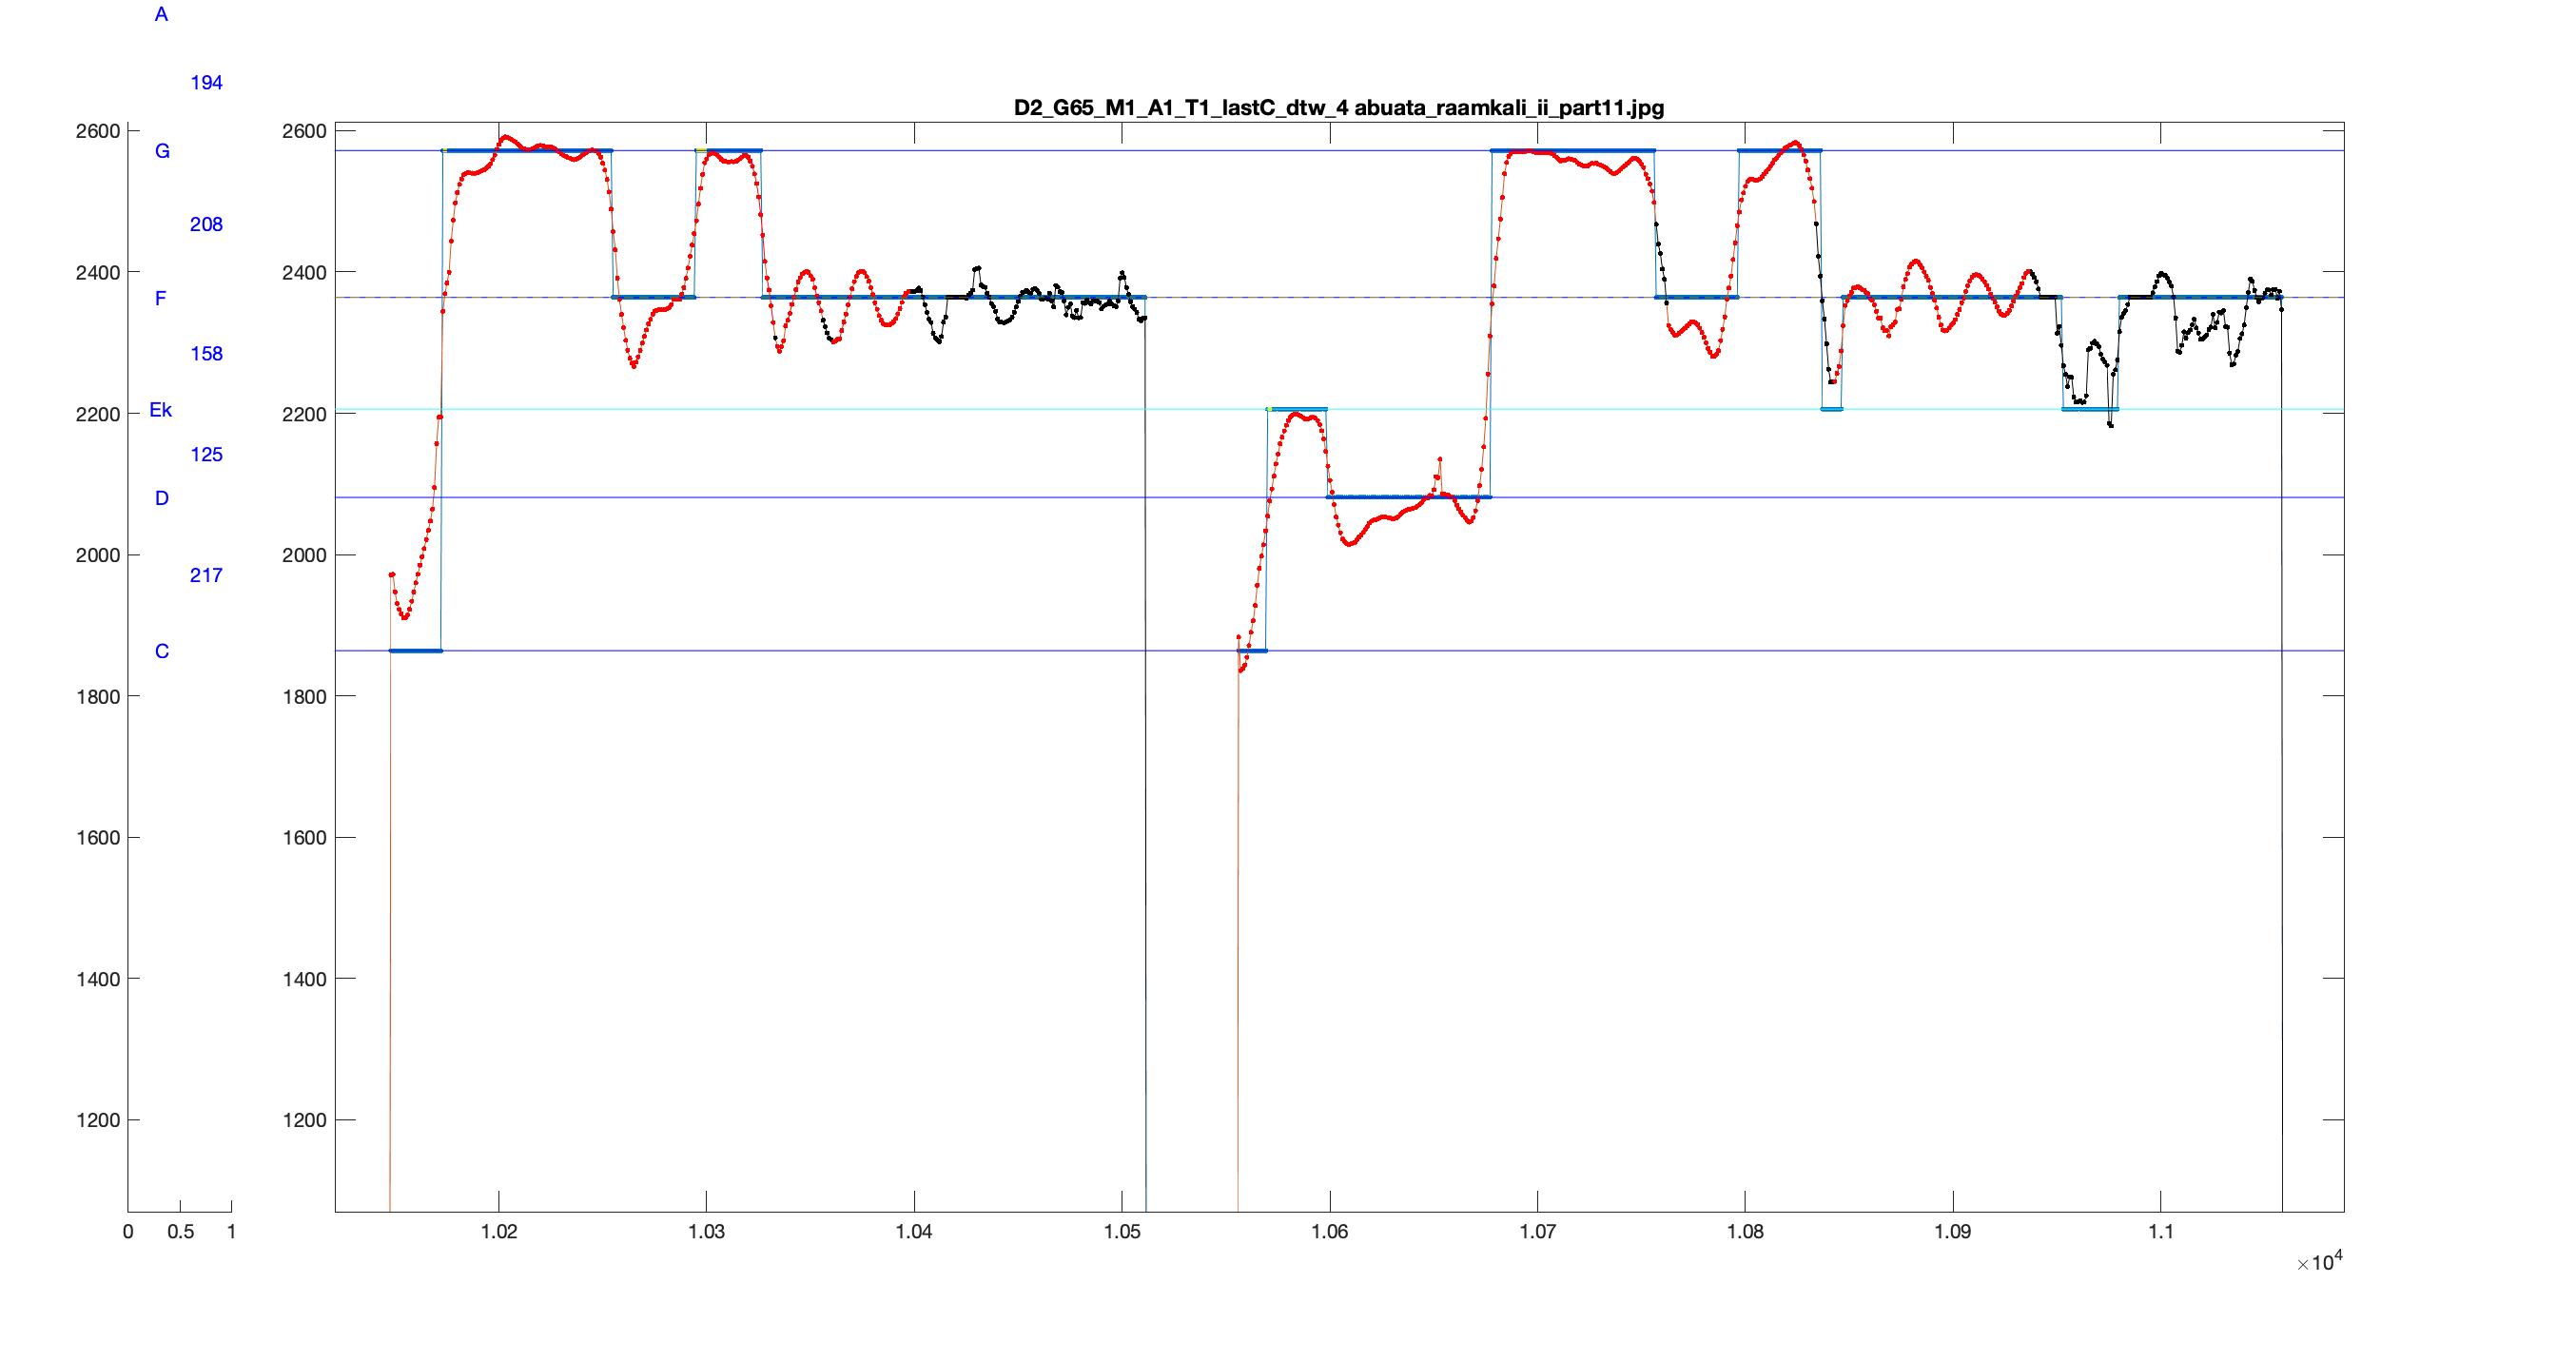 A
194
D2_G65_M1_A1_T1_lastC_dtw_4 abuata_raamkali_ii_part11.jpg
2600 2600
G
208
2400 2400
F
158
2200 Ek 2200
125
D
2000 2000
217
C
1800 1800
1600 1600
1400 1400
1200 1200
0 0.5 1 1.02 1.03 1.04 1.05 1.06 1.07 1.08 1.09 1.1
×10⁴